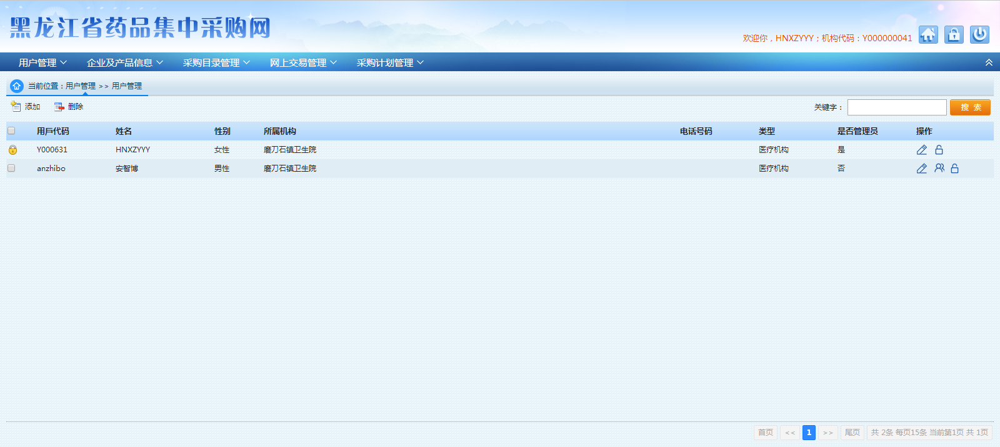 黑龙江省药品集中采购网
欢迎你，HNXZYYY；机构代码：Y000000041
用户管理 企业及产品信息 采购目录管理 网上交易管理 采购计划管理
当前位置：用户管理 >> 用户管理
添加 删除 关键字： 搜 索
用戶代码 姓名 性别 所属机构 电话号码 类型 是否管理员 操作
Y000631 HNXZYYY 女性 磨刀石镇卫生院 医疗机构 是
anzhibo 安智博 男性 磨刀石镇卫生院 医疗机构 否
首页 << 1 >> 尾页 共 2条 每页15条 当前第1页 共 1页